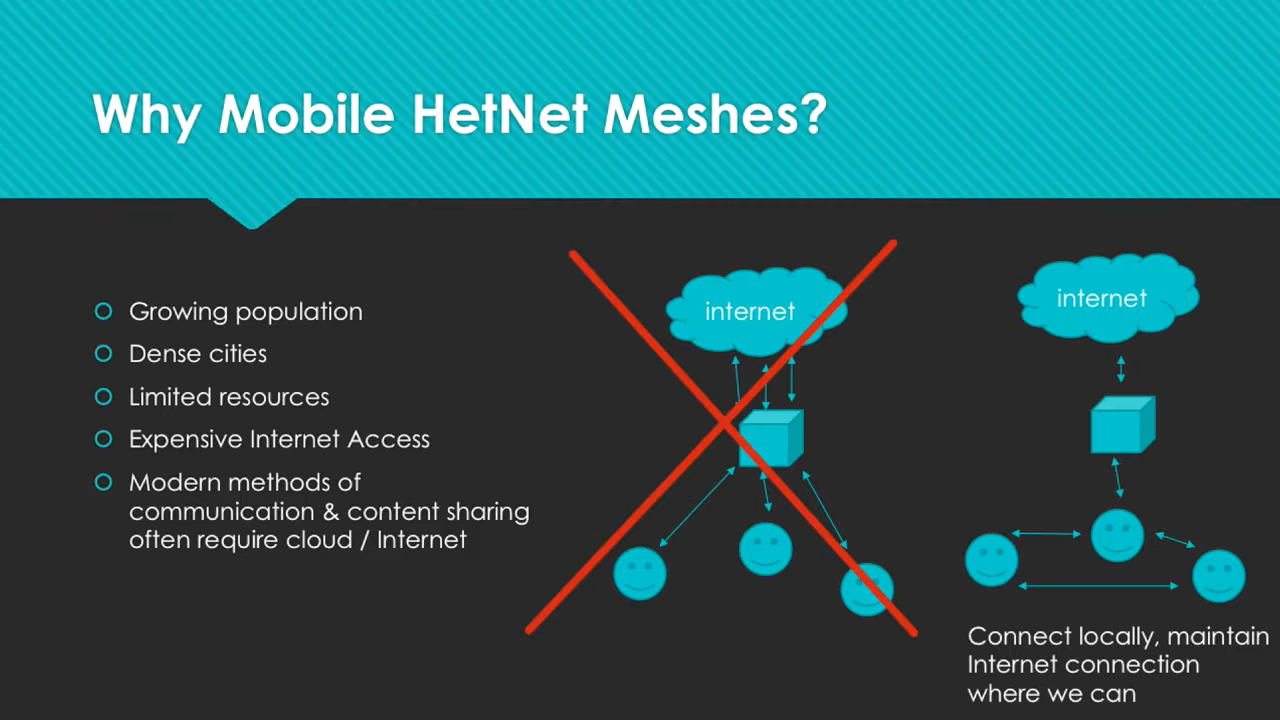 Why Mobile HetNet Meshes?
Growing population
Dense cities
Limited resources
Expensive Internet Access
Modern methods of
communication & content sharing
often require cloud / Internet
internet
internet
Connect locally, maintain
Internet connection
where we can